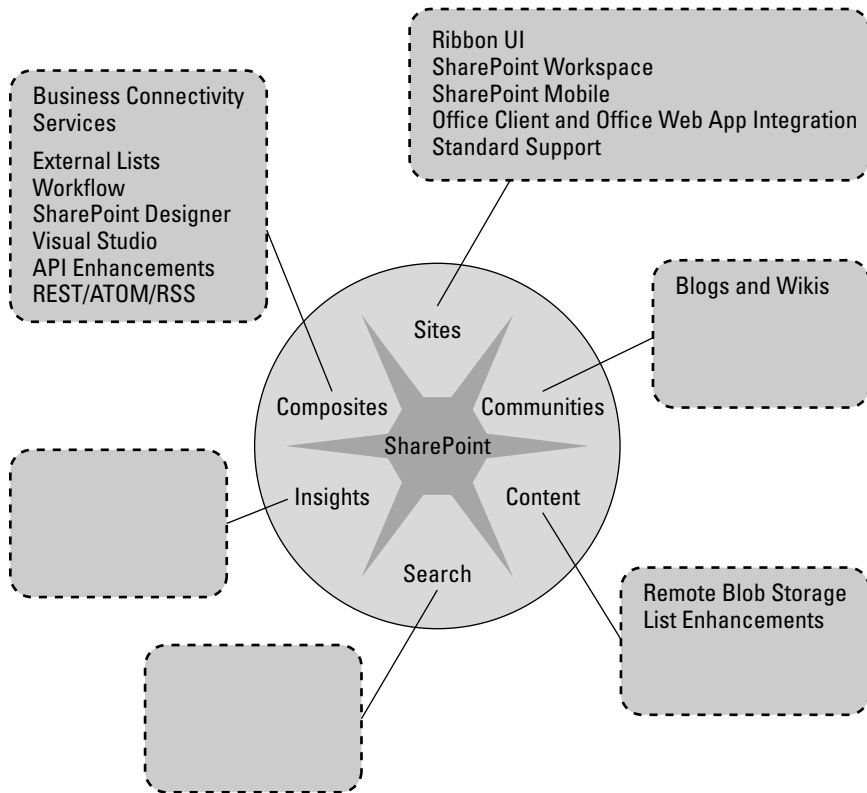 Ribbon UI
SharePoint Workspace
SharePoint Mobile
Office Client and Office Web App Integration
Standard Support
Business Connectivity
Services
External Lists
Workflow
SharePoint Designer
Visual Studio
API Enhancements
REST/ATOM/RSS
Blogs and Wikis
Sites
Composites
Communities
SharePoint
Insights
Content
Search
Remote Blob Storage
List Enhancements